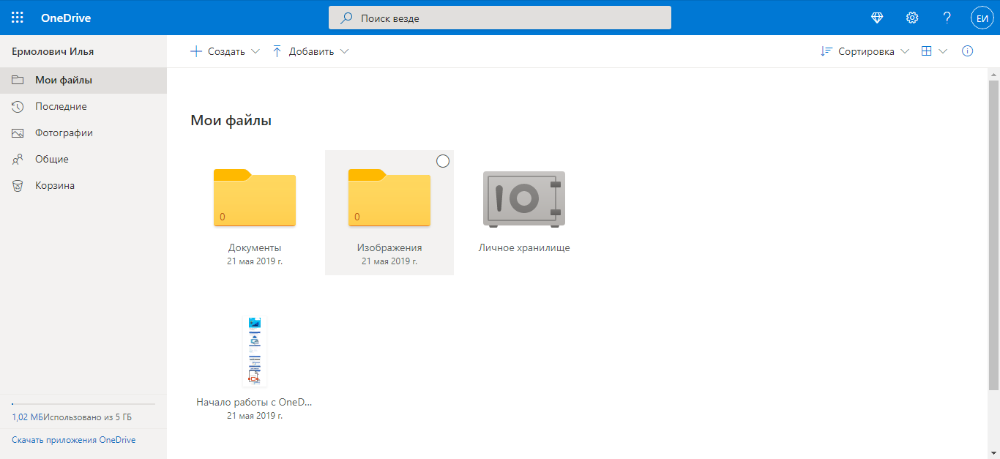 OneDrive
Поиск везде
ЕИ
Ермолович Илья
Создать
Добавить
Сортировка
Мои файлы
Последние
Фотографии
Общие
Корзина
Мои файлы
0
0
Документы
Изображения
Личное хранилище
21 мая 2019 г.
21 мая 2019 г.
Начало работы с OneD...
21 мая 2019 г.
1,02 МБИспользовано из 5 ГБ
Скачать приложения OneDrive